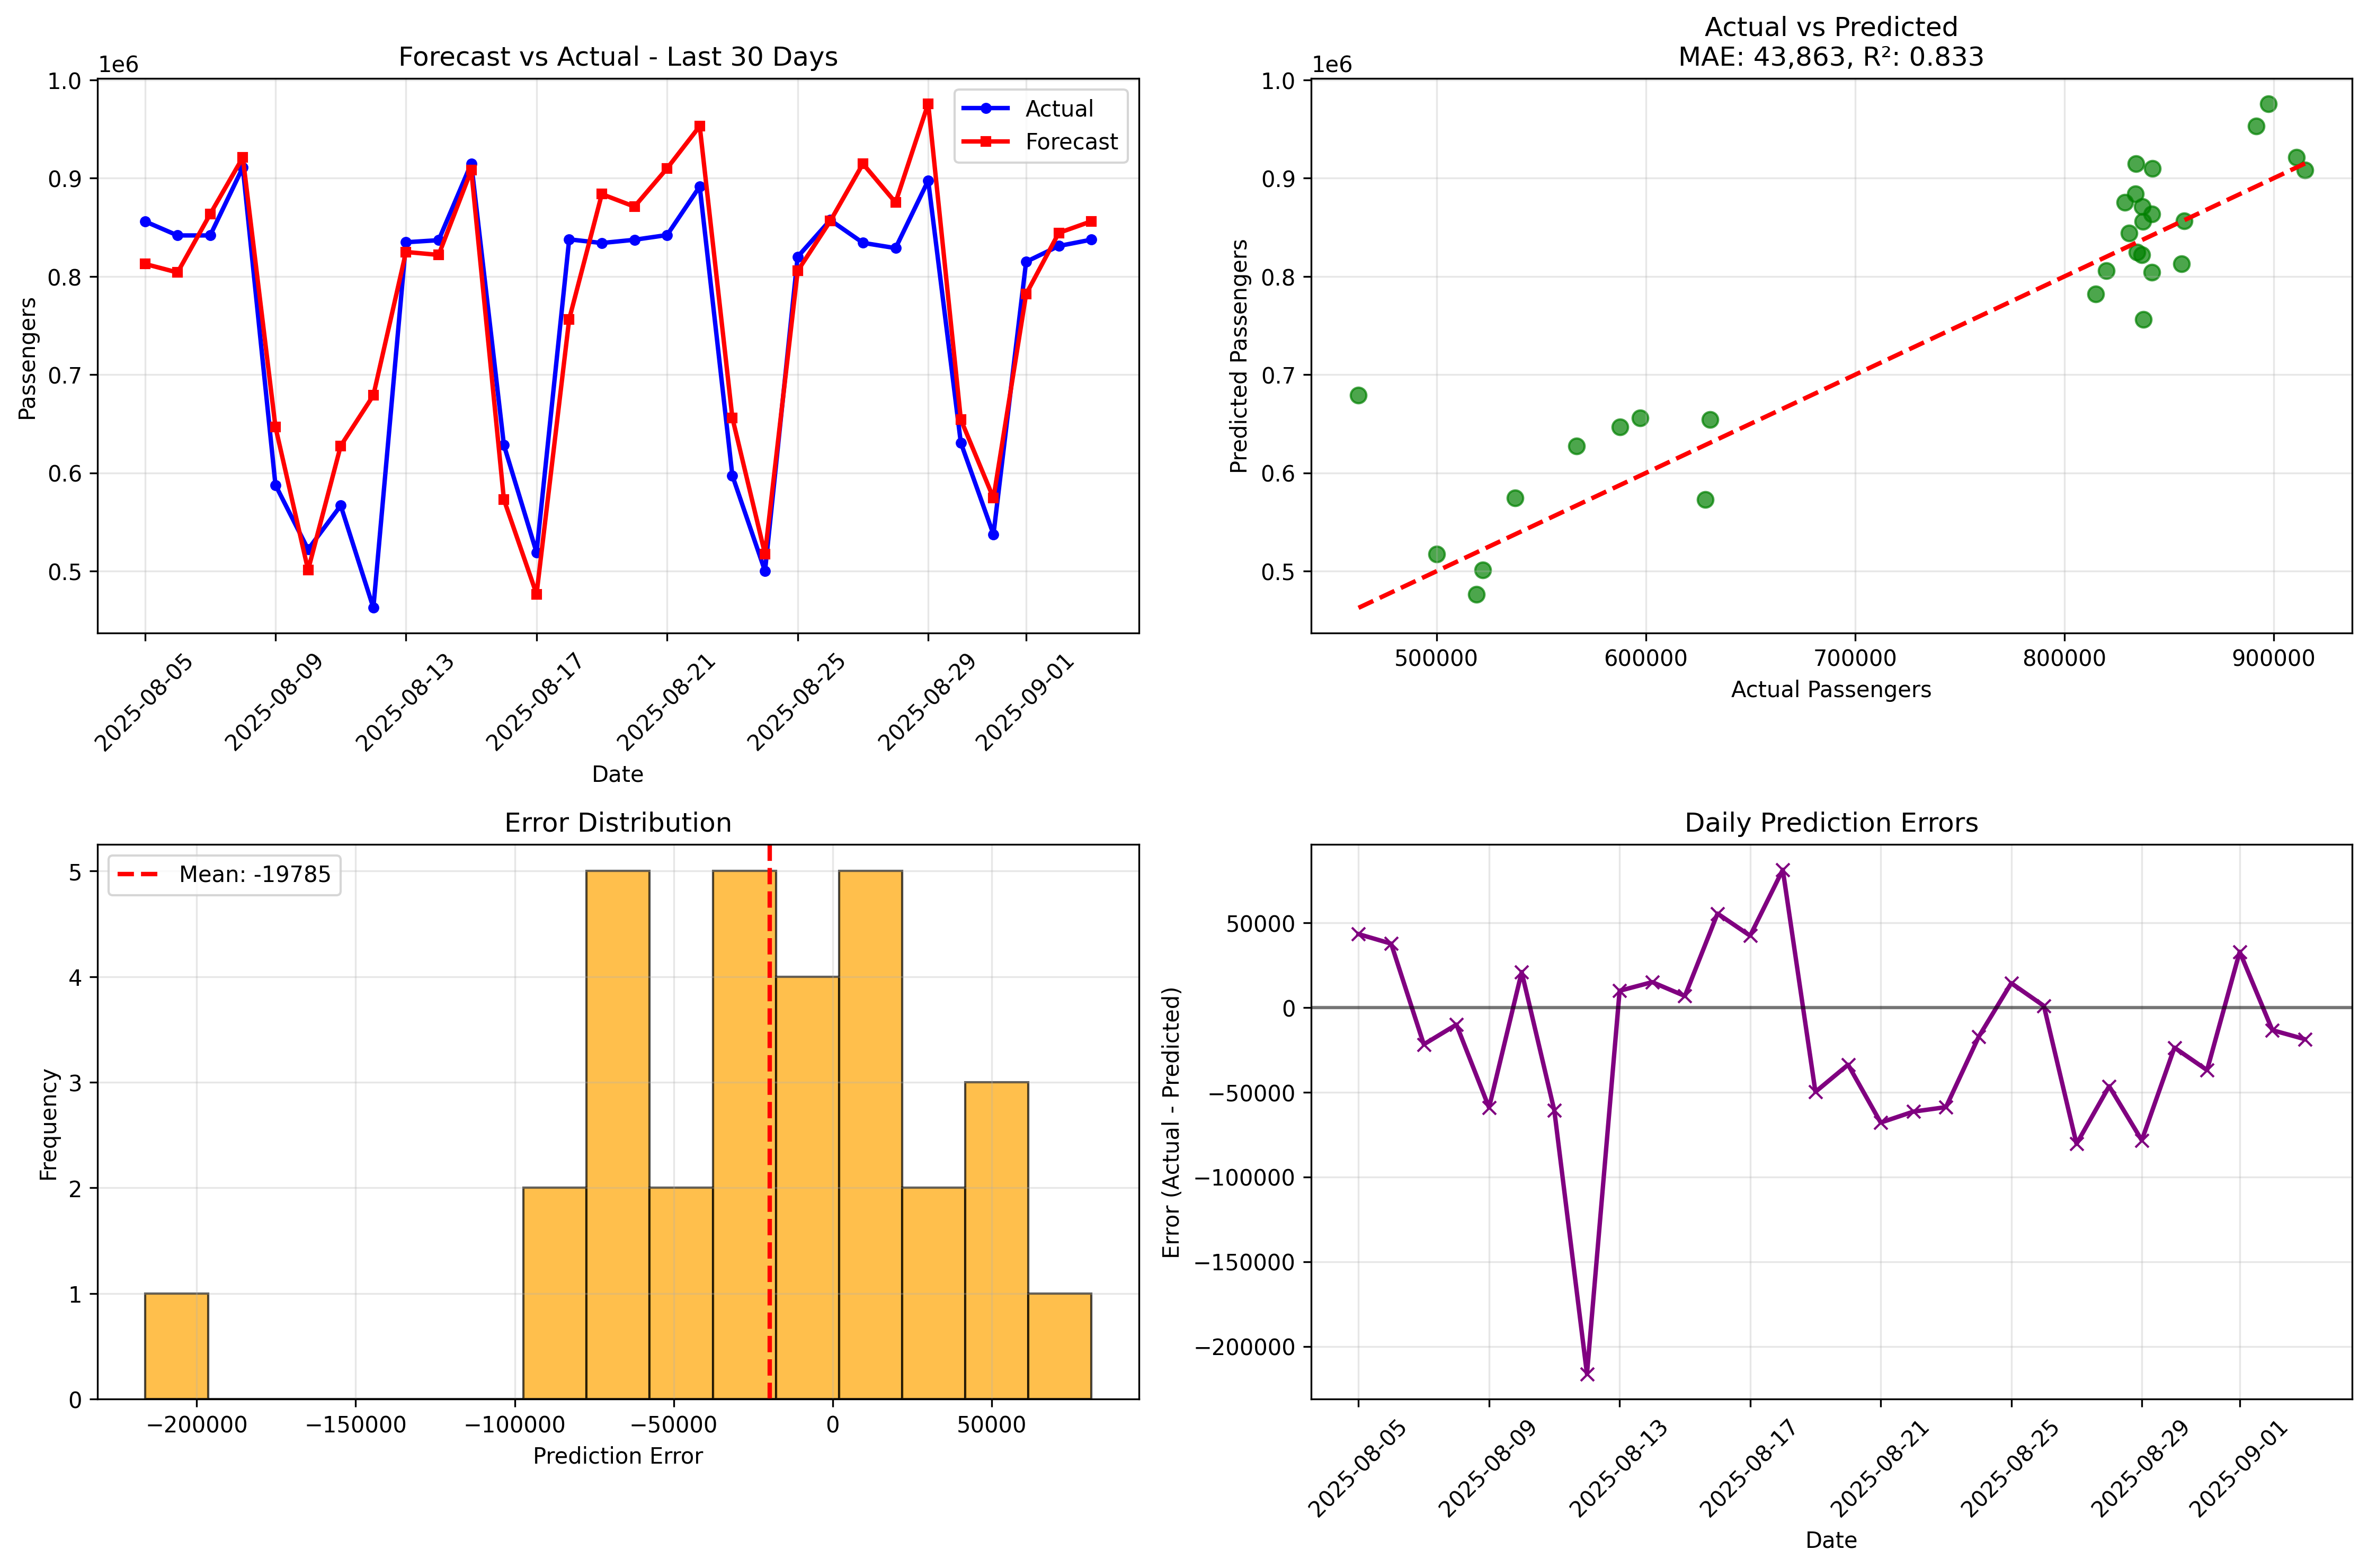 Forecast vs Actual - Last 30 Days
1e6
1.0
0.9
0.8
0.7
0.6
0.5
Passengers
Actual
Forecast
2025-08-05
2025-08-09
2025-08-13
2025-08-17
2025-08-21
2025-08-25
2025-08-29
2025-09-01
Date
Actual vs Predicted
MAE: 43,863, R²: 0.833
1e6
1.0
0.9
0.8
0.7
0.6
0.5
Predicted Passengers
500000
600000
700000
800000
900000
Actual Passengers
Error Distribution
Mean: -19785
5
4
3
2
1
0
Frequency
−200000
−150000
−100000
−50000
0
50000
Prediction Error
Daily Prediction Errors
50000
0
−50000
−100000
−150000
−200000
Error (Actual - Predicted)
2025-08-05
2025-08-09
2025-08-13
2025-08-17
2025-08-21
2025-08-25
2025-08-29
2025-09-01
Date